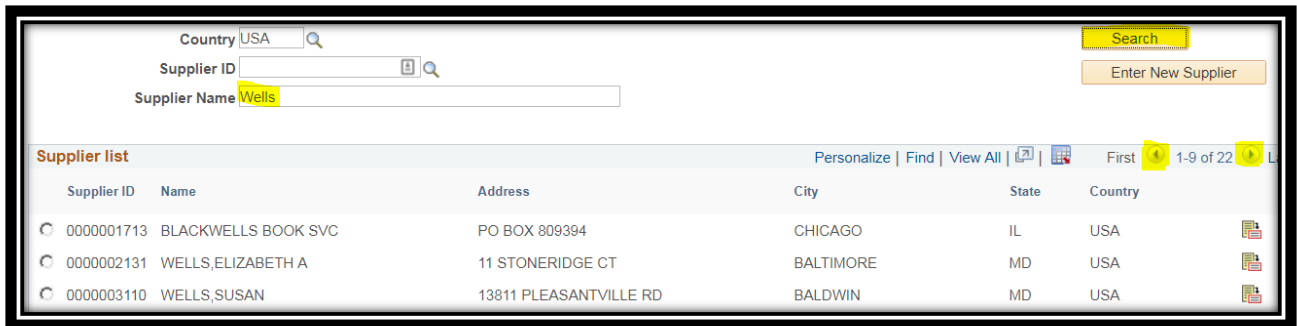 Country USA Search
Supplier ID Enter New Supplier
Supplier Name Wells
Supplier list Personalize | Find | View All | | First 1-9 of 22
Supplier ID Name Address City State Country
0000001713 BLACKWELLS BOOK SVC PO BOX 809394 CHICAGO IL USA
0000002131 WELLS,ELIZABETH A 11 STONERIDGE CT BALTIMORE MD USA
0000003110 WELLS,SUSAN 13811 PLEASANTVILLE RD BALDWIN MD USA